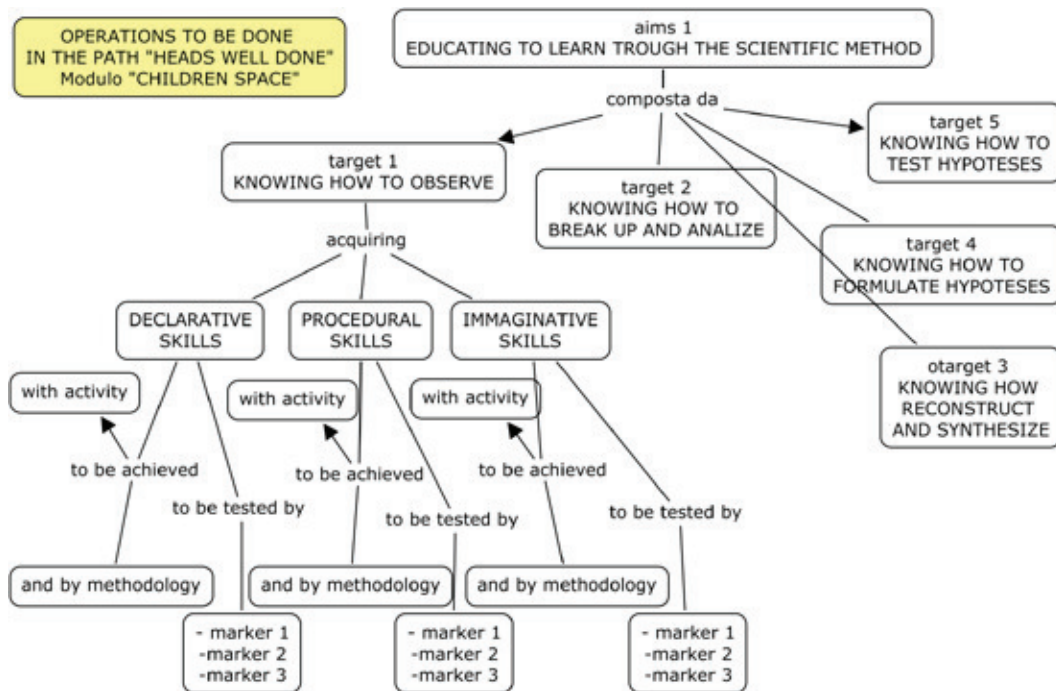 OPERATIONS TO BE DONE
IN THE PATH "HEADS WELL DONE"
Modulo "CHILDREN SPACE"
aims 1
EDUCATING TO LEARN TROUGH THE SCIENTIFIC METHOD
composta da
target 1
KNOWING HOW TO OBSERVE
target 2
KNOWING HOW TO
BREAK UP AND ANALIZE
target 5
KNOWING HOW TO
TEST HYPOTESES
target 4
KNOWING HOW TO
FORMULATE HYPOTESES
otarget 3
KNOWING HOW
RECONSTRUCT
AND SYNTHESIZE
acquiring
DECLARATIVE
SKILLS
PROCEDURAL
SKILLS
IMMAGINATIVE
SKILLS
with activity
with activity
with activity
to be achieved
to be achieved
to be achieved
to be tested by
to be tested by
to be tested by
and by methodology
and by methodology
and by methodology
- marker 1
-marker 2
-marker 3
- marker 1
-marker 2
-marker 3
- marker 1
-marker 2
-marker 3